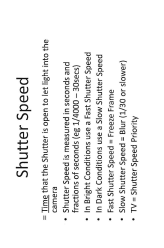 Shutter Speed
= Time that the Shutter is open to let light into the
camera
• Shutter Speed is measured in seconds and
fractions of seconds (eg 1/4000 – 30secs)
• In Bright Conditions use a Fast Shutter Speed
• In Dark Conditions use a Slow Shutter Speed
• Fast Shutter Speed = Freeze Frame
• Slow Shutter Speed = Blur (1/30 or slower)
• TV = Shutter Speed Priority